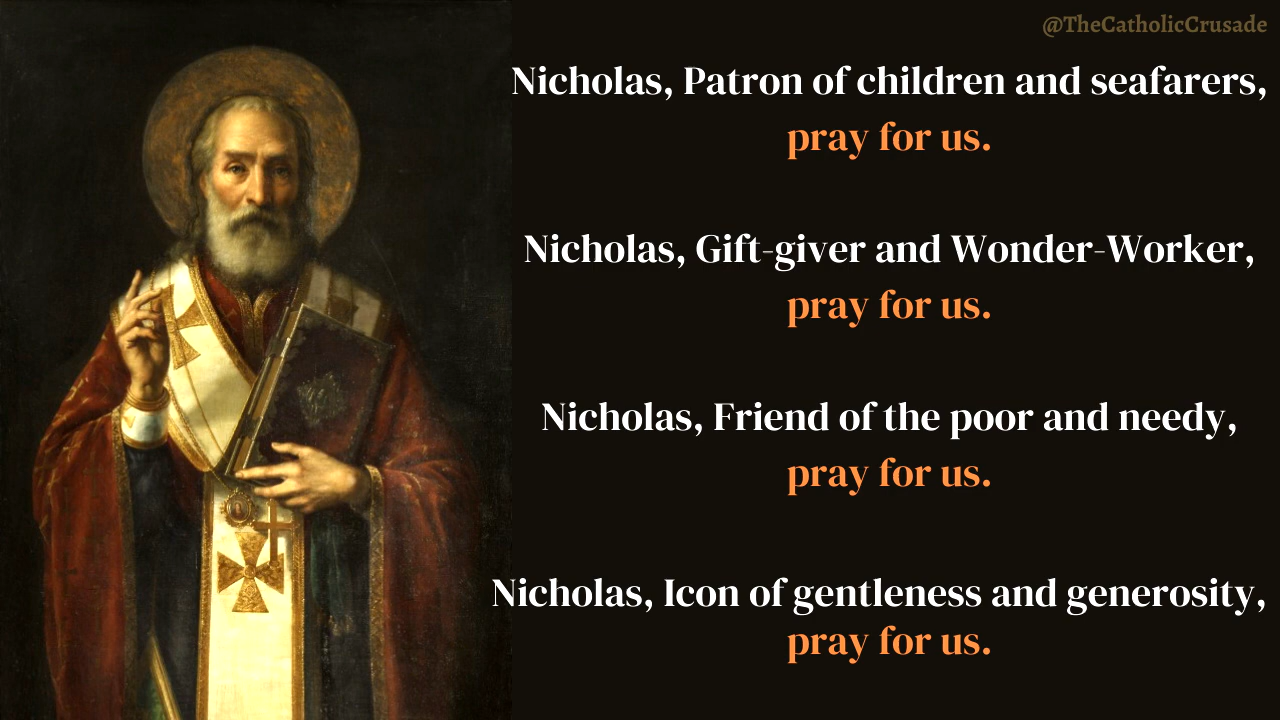 @TheCatholicCrusade
Nicholas, Patron of children and seafarers,
pray for us.
Nicholas, Gift-giver and Wonder-Worker,
pray for us.
Nicholas, Friend of the poor and needy,
pray for us.
Nicholas, Icon of gentleness and generosity,
pray for us.